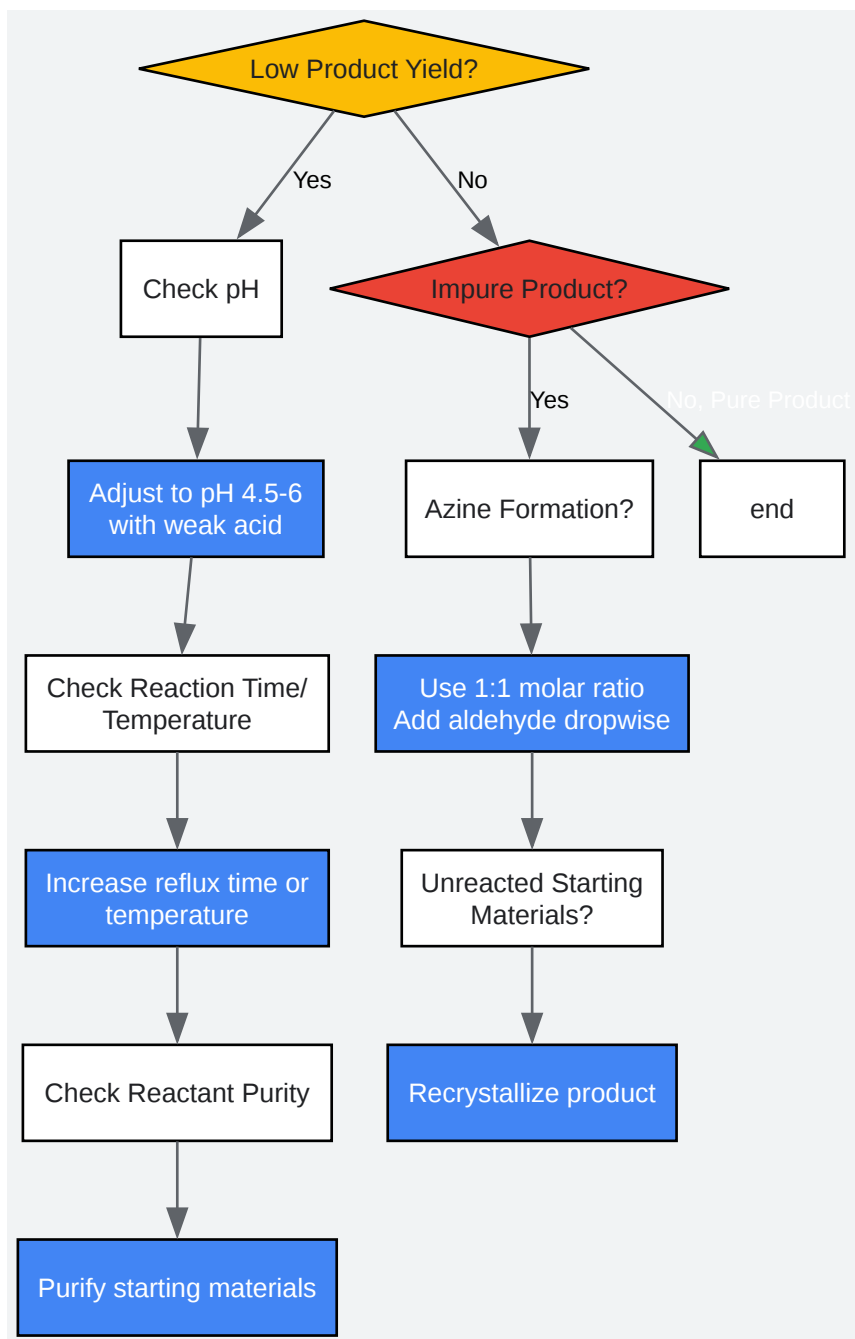 Low Product Yield?
Yes
No
Check pH
Impure Product?
Yes
No, Pure Product
Adjust to pH 4.5-6
with weak acid
Azine Formation?
end
Check Reaction Time/
Temperature
Use 1:1 molar ratio
Add aldehyde dropwise
Increase reflux time or
temperature
Unreacted Starting
Materials?
Check Reactant Purity
Recrystallize product
Purify starting materials